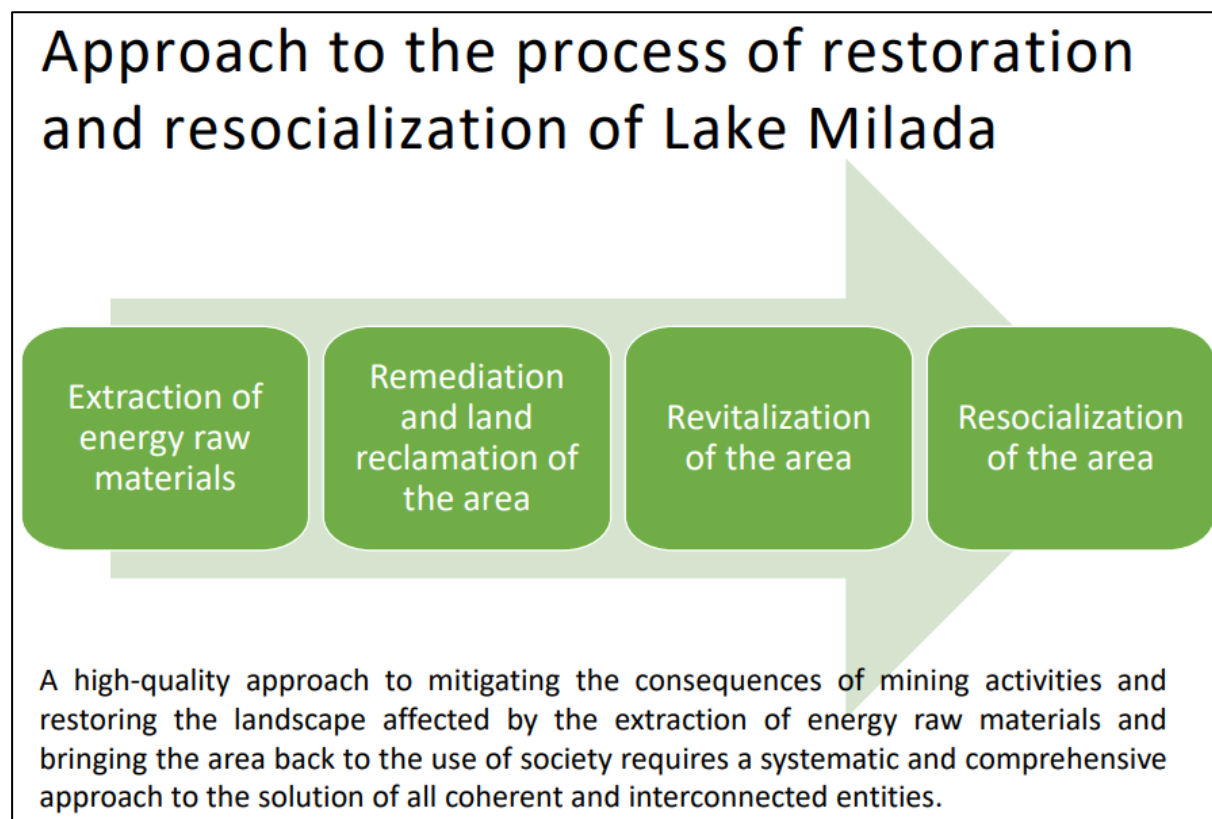 Approach to the process of restoration
and resocialization of Lake Milada
Extraction of
energy raw
materials
Remediation
and land
reclamation of
the area
Revitalization
of the area
Resocialization
of the area
A high-quality approach to mitigating the consequences of mining activities and
restoring the landscape affected by the extraction of energy raw materials and
bringing the area back to the use of society requires a systematic and comprehensive
approach to the solution of all coherent and interconnected entities.